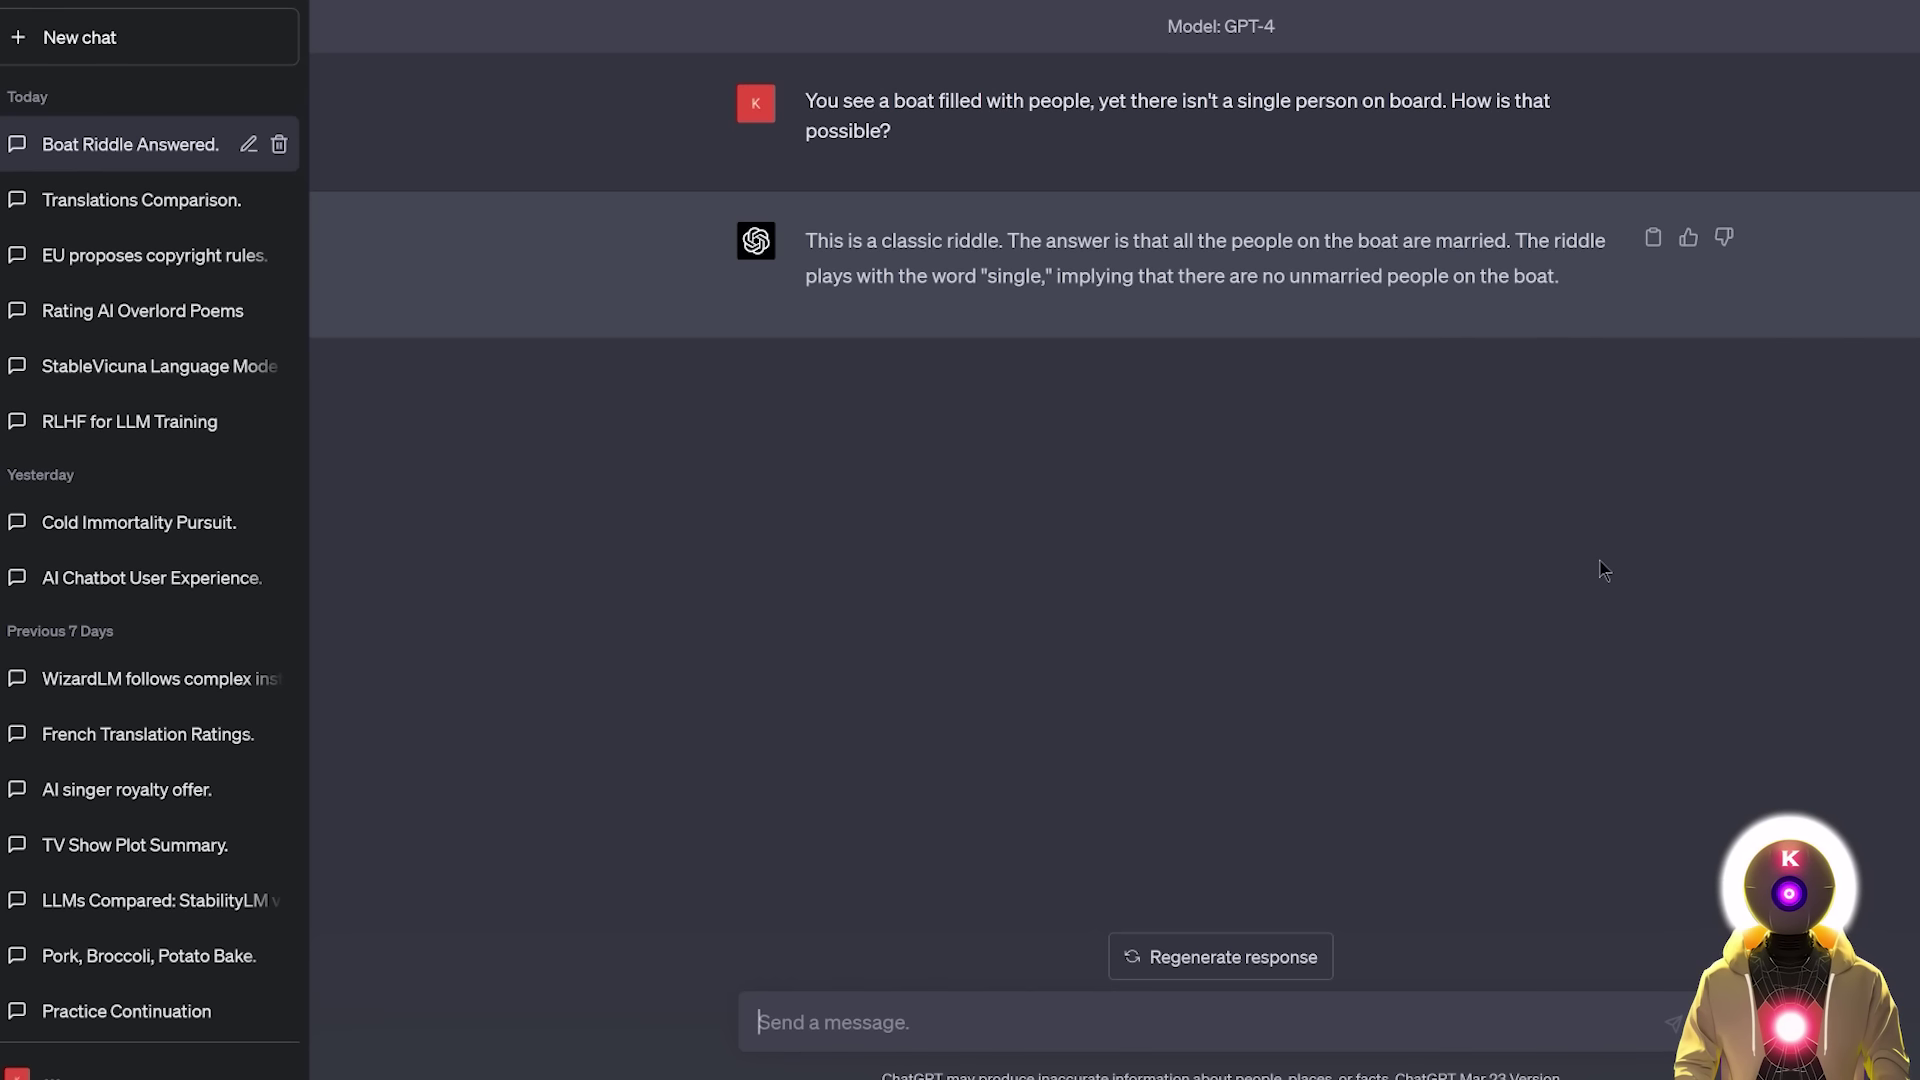 New chat
Today
Boat Riddle Answered.
Translations Comparison.
EU proposes copyright rules.
Rating AI Overlord Poems
StableVicuna Language Mode
RLHF for LLM Training
Yesterday
Cold Immortality Pursuit.
AI Chatbot User Experience.
Previous 7 Days
WizardLM follows complex ins
French Translation Ratings.
AI singer royalty offer.
TV Show Plot Summary.
LLMs Compared: StabilityLM v
Pork, Broccoli, Potato Bake.
Practice Continuation
Model: GPT-4
K
You see a boat filled with people, yet there isn't a single person on board. How is that
possible?
This is a classic riddle. The answer is that all the people on the boat are married. The riddle
plays with the word "single," implying that there are no unmarried people on the boat.
Regenerate response
Send a message.
ChatGPT may produce inaccurate information about people, places, or facts. ChatGPT Mar 23 Version
K